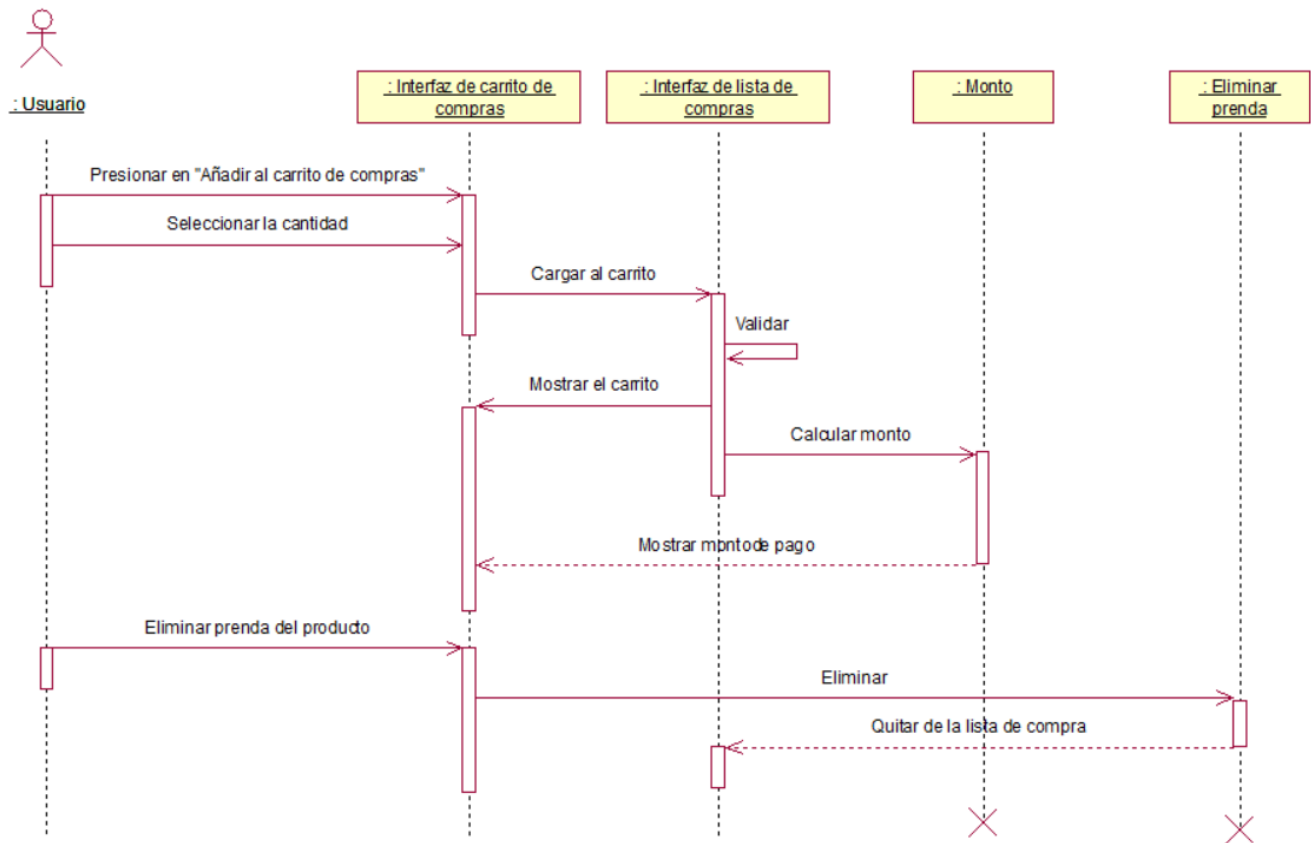 : Usuario
: Interfaz de carrito de
compras
: Interfaz de lista de
compras
: Monto
: Eliminar
prenda
Presionar en "Añadir al carrito de compras"
Seleccionar la cantidad
Cargar al carrito
Validar
Mostrar el carrito
Calcular monto
Mostrar monto de pago
Eliminar prenda del producto
Eliminar
Quitar de la lista de compra